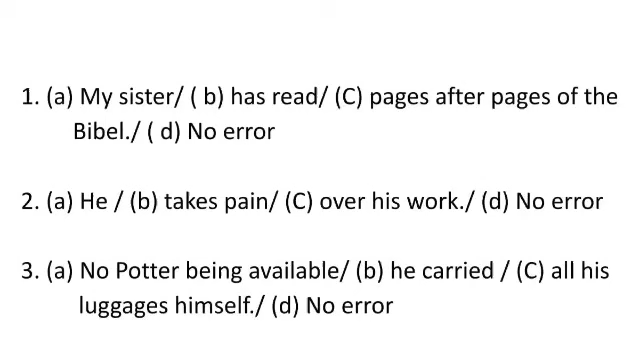 1. (a) My sister/ ( b) has read/ (C) pages after pages of the
Bibel./ ( d) No error
2. (a) He / (b) takes pain/ (C) over his work./ (d) No error
3. (a) No Potter being available/ (b) he carried / (C) all his
luggages himself./ (d) No error